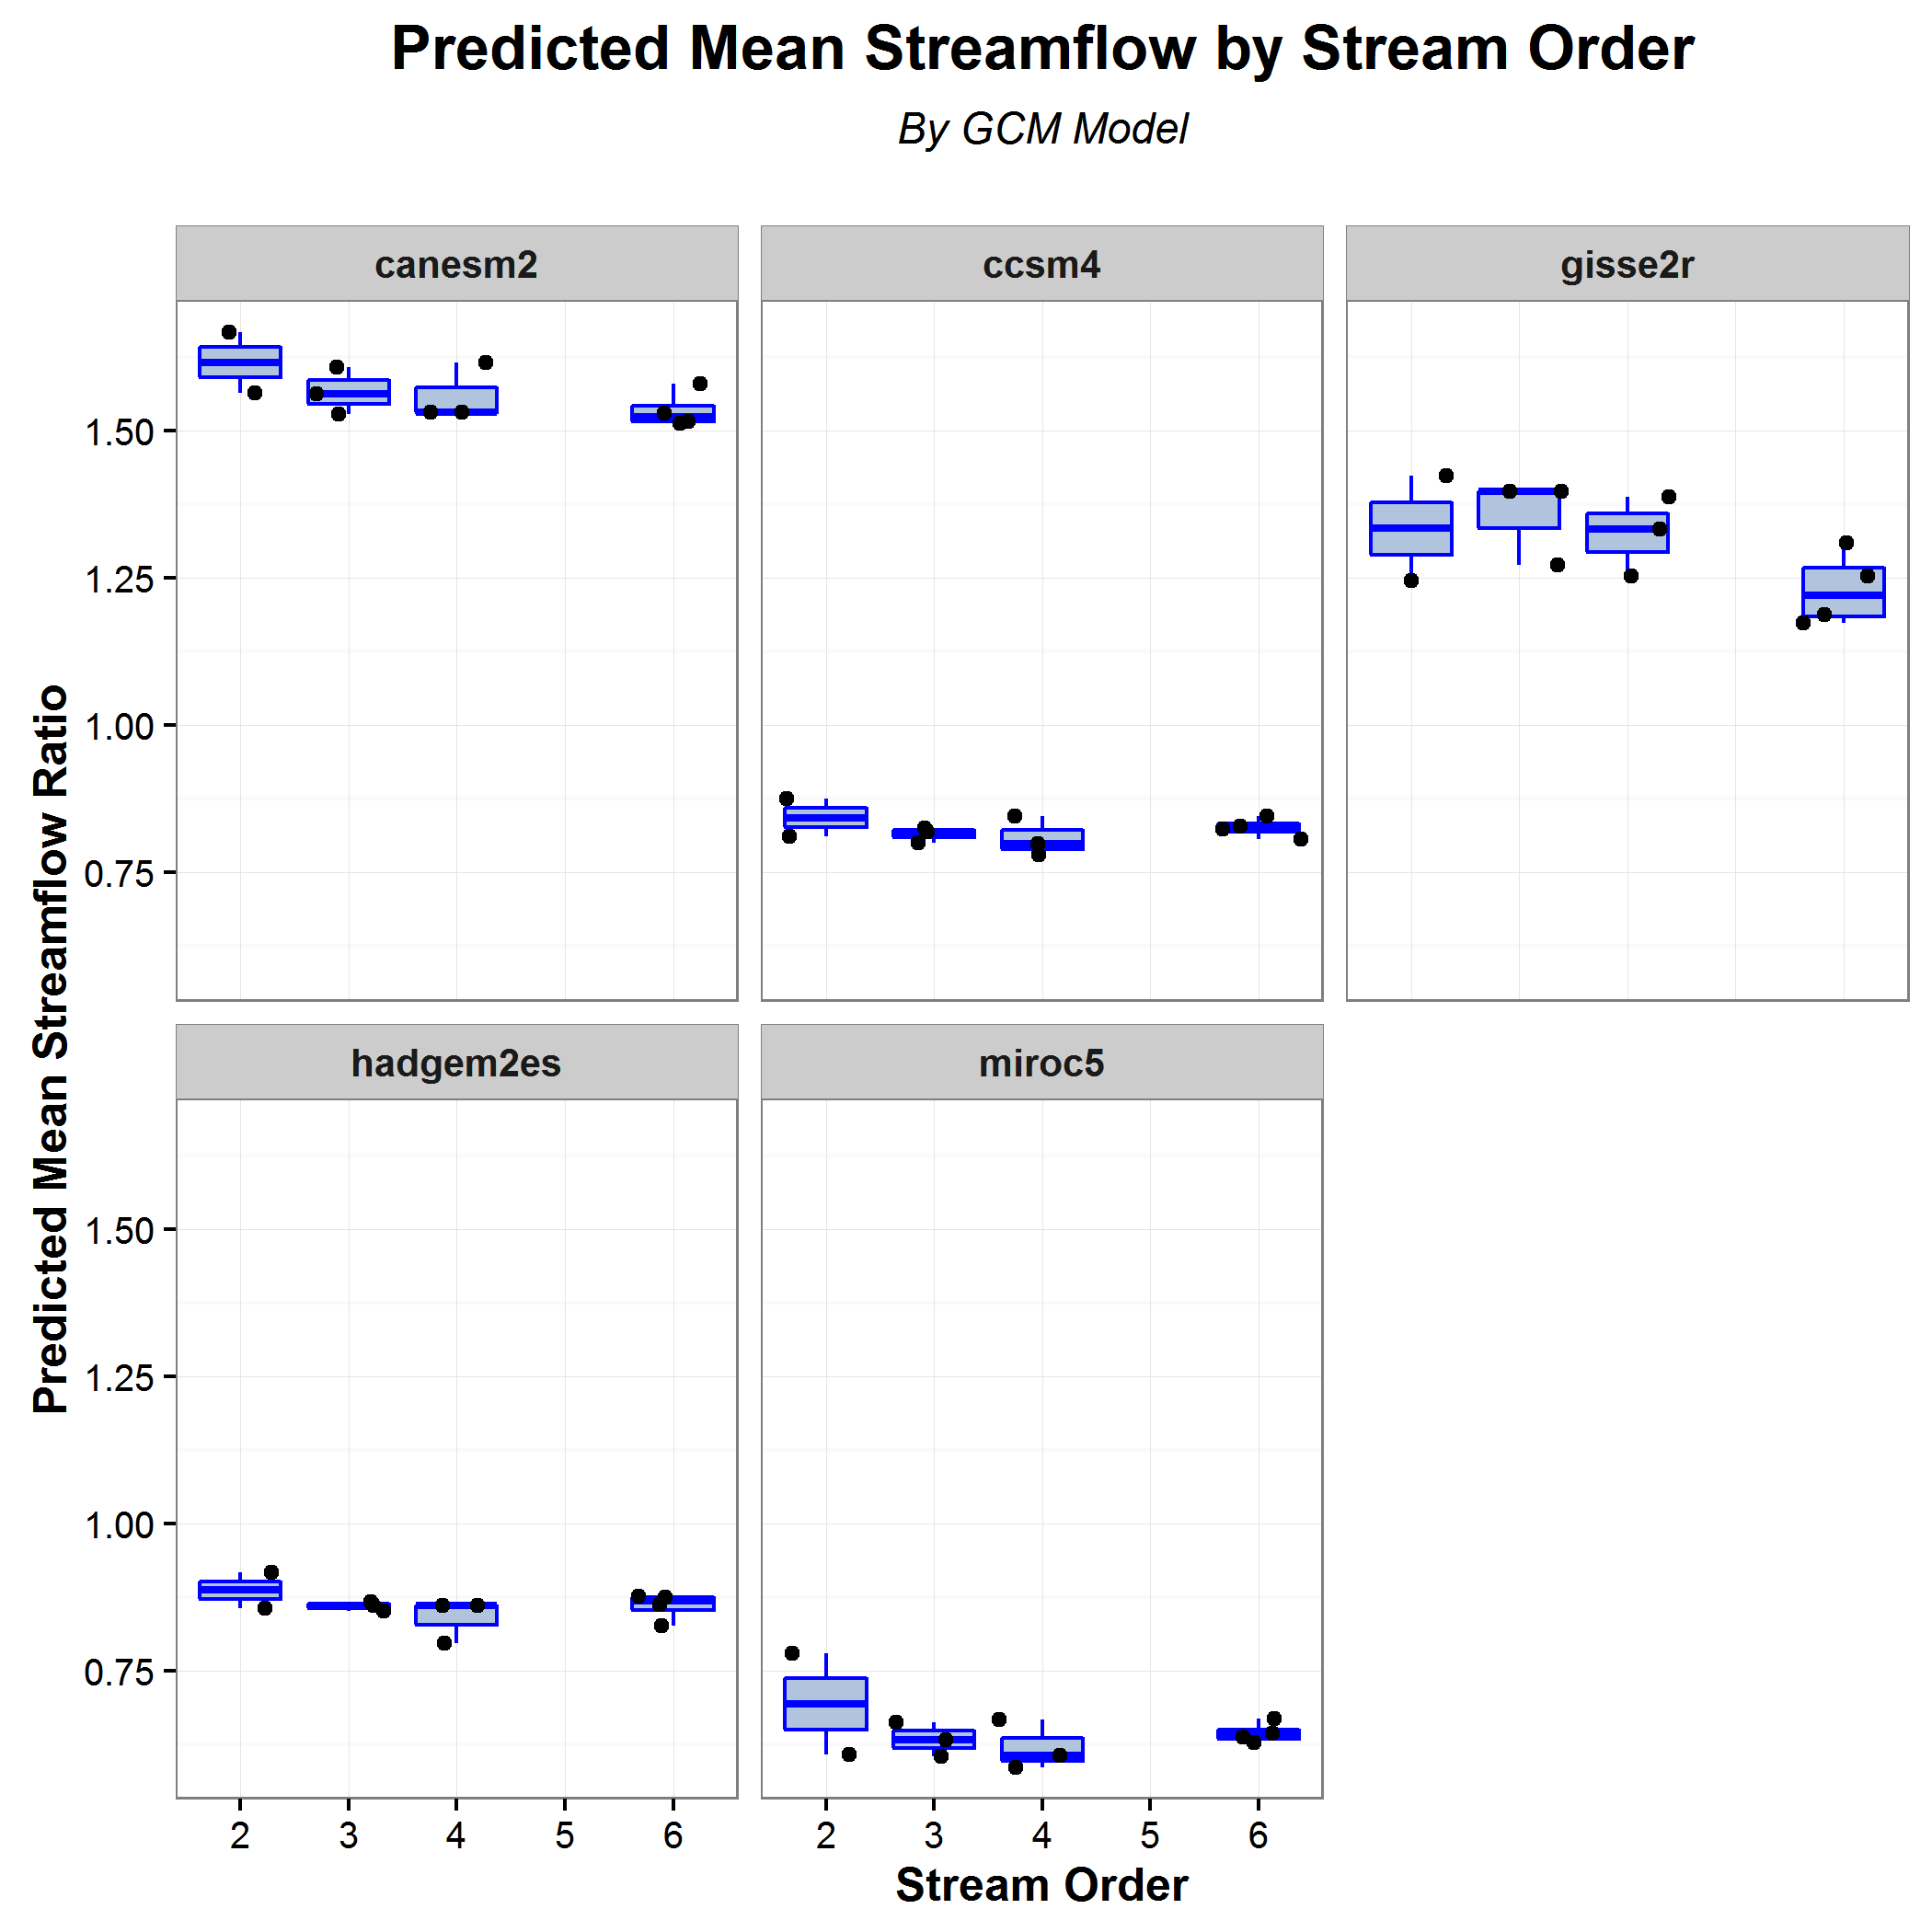 Predicted Mean Streamflow by Stream Order
By GCM Model
canesm2
ccsm4
gisse2r
1.50
1.25
1.00
0.75
Predicted Mean Streamflow Ratio
hadgem2es
miroc5
1.50
1.25
1.00
0.75
2 3 4 5 6
2 3 4 5 6
Stream Order